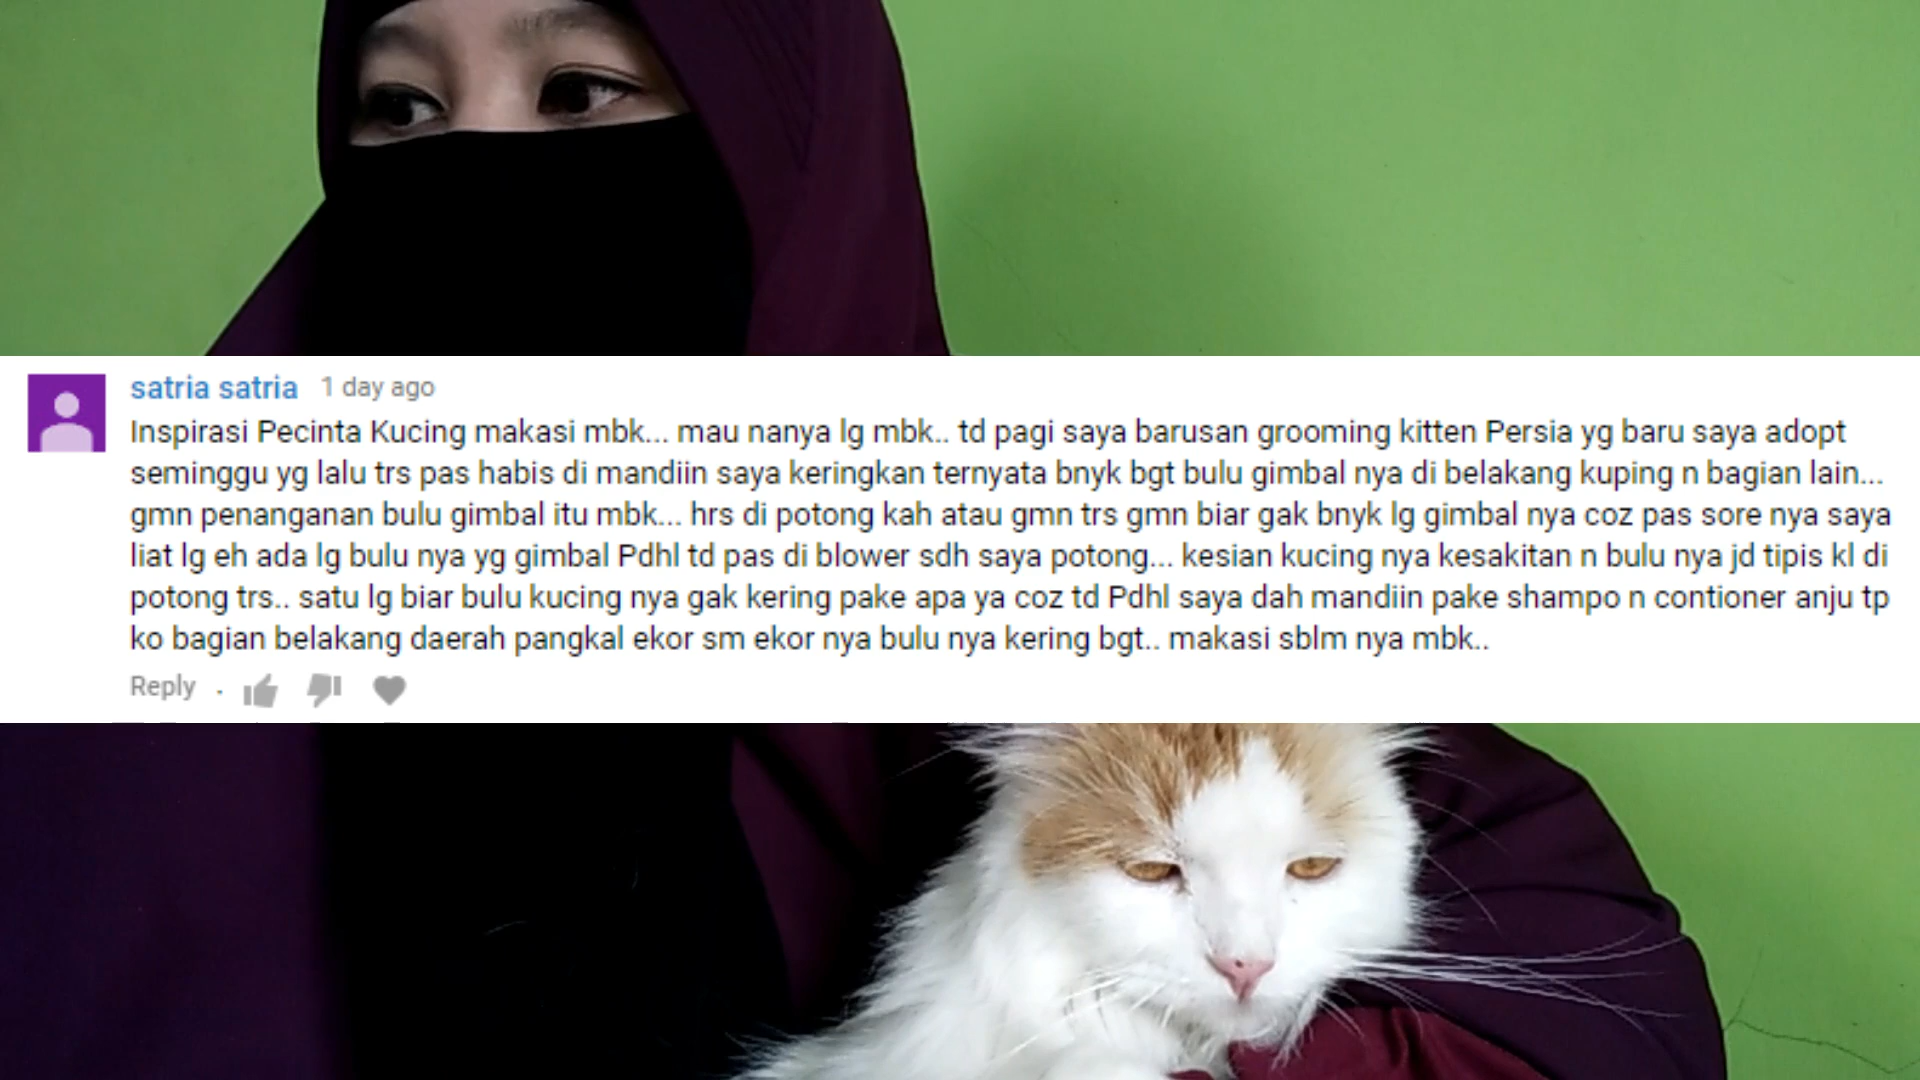 satria satria 1 day ago
Inspirasi Pecinta Kucing makasi mbk... mau nanya lg mbk.. td pagi saya barusan grooming kitten Persia yg baru saya adopt
seminggu yg lalu trs pas habis di mandiin saya keringkan ternyata bnyk bgt bulu gimbal nya di belakang kuping n bagian lain...
gmn penanganan bulu gimbal itu mbk... hrs di potong kah atau gmn trs gmn biar gak bnyk lg gimbal nya coz pas sore nya saya
liat lg eh ada lg bulu nya yg gimbal Pdhl td pas di blower sdh saya potong... kesian kucing nya kesakitan n bulu nya jd tipis kl di
potong trs.. satu lg biar bulu kucing nya gak kering pake apa ya coz td Pdhl saya dah mandiin pake shampo n contioner anju tp
ko bagian belakang daerah pangkal ekor sm ekor nya bulu nya kering bgt.. makasi sblm nya mbk..
Reply .